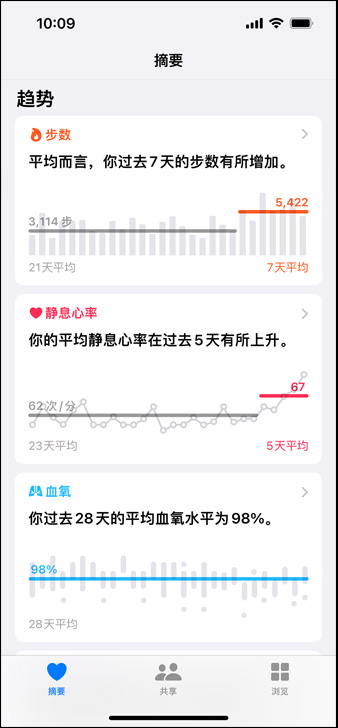 10:09
摘要
趋势
步数
平均而言，你过去7天的步数有所增加。
5,422
3,114 步
21天平均
7天平均
静息心率
你的平均静息心率在过去5天有所上升。
67
62次/分
23天平均
5天平均
血氧
你过去28天的平均血氧水平为98%。
98%
28天平均
摘要
共享
浏览